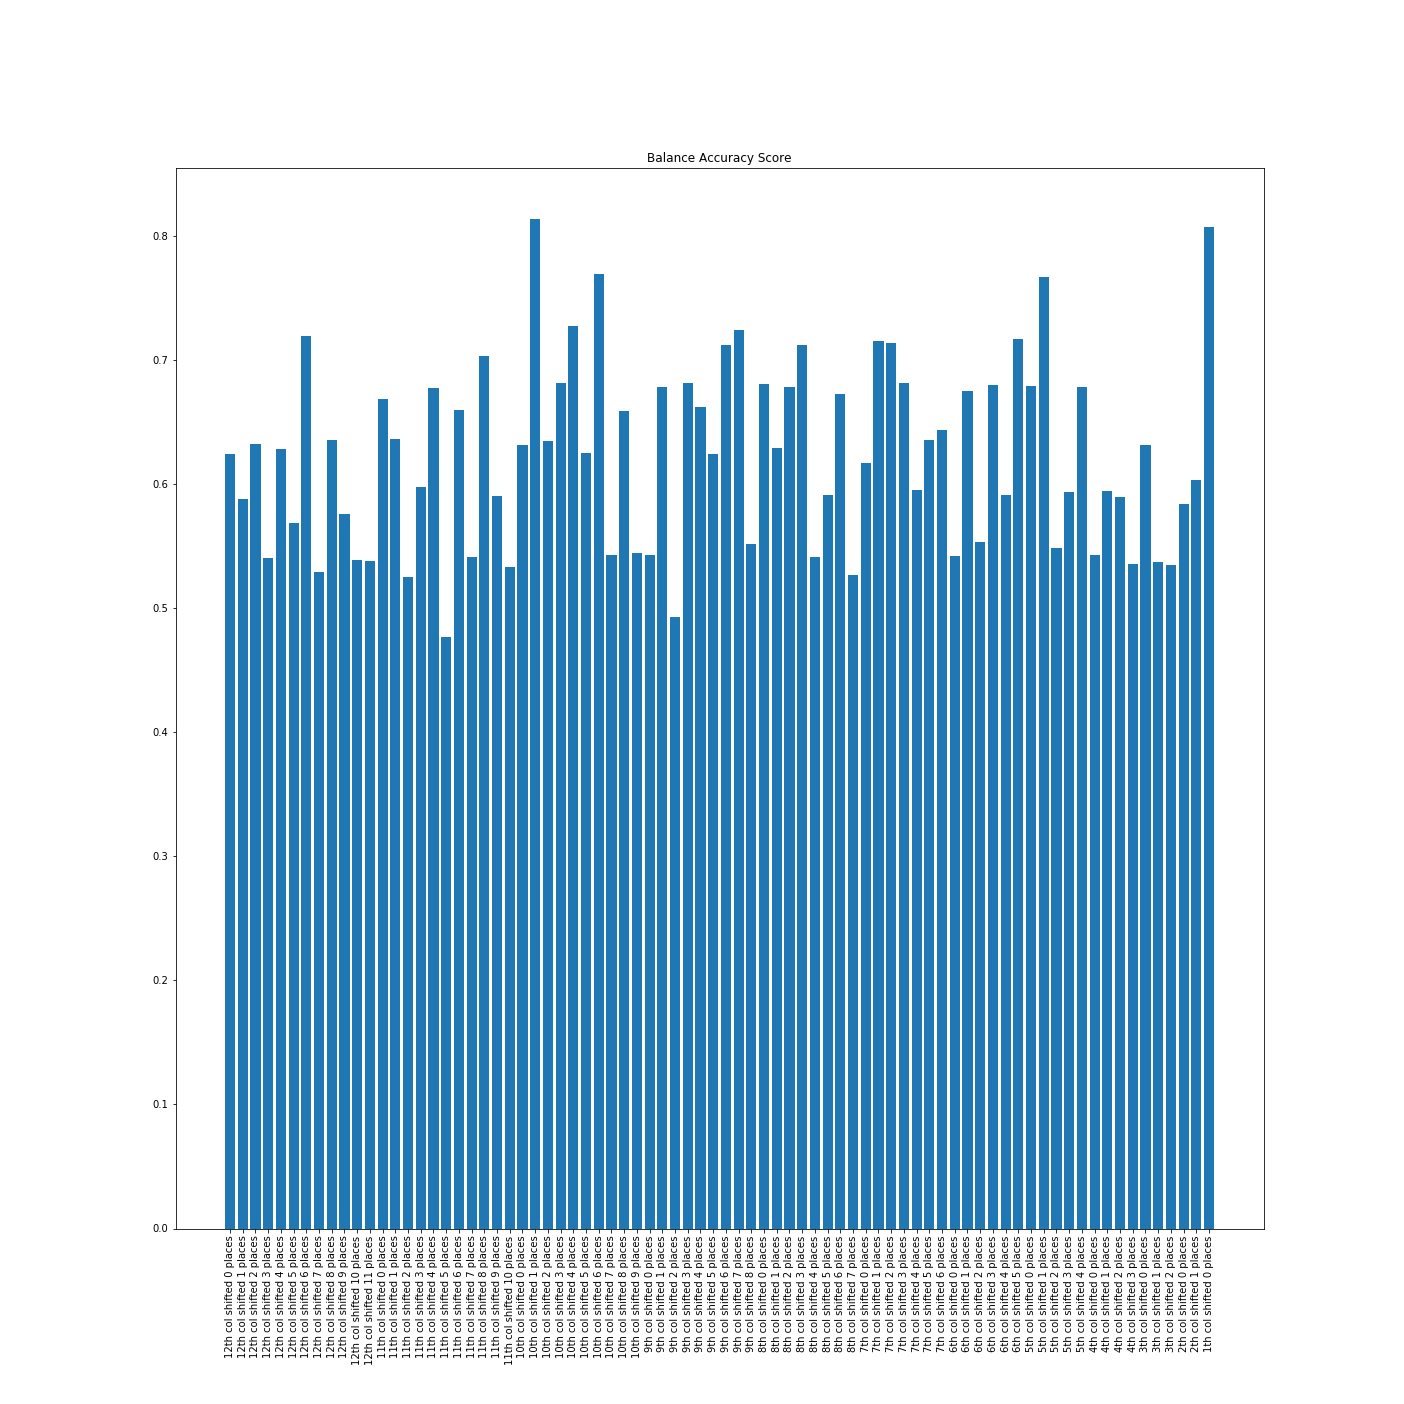 Balance Accuracy Score
0.8
0.7
0.6
0.5
0.4
0.3
0.2
0.1
0.0
12th col shifted 0 places
12th col shifted 1 places
12th col shifted 2 places
12th col shifted 3 places
12th col shifted 4 places
12th col shifted 5 places
12th col shifted 6 places
12th col shifted 7 places
12th col shifted 8 places
12th col shifted 9 places
12th col shifted 10 places
12th col shifted 11 places
11th col shifted 0 places
11th col shifted 1 places
11th col shifted 2 places
11th col shifted 3 places
11th col shifted 4 places
11th col shifted 5 places
11th col shifted 6 places
11th col shifted 7 places
11th col shifted 8 places
11th col shifted 9 places
11th col shifted 10 places
10th col shifted 0 places
10th col shifted 1 places
10th col shifted 2 places
10th col shifted 3 places
10th col shifted 4 places
10th col shifted 5 places
10th col shifted 6 places
10th col shifted 7 places
10th col shifted 8 places
10th col shifted 9 places
9th col shifted 0 places
9th col shifted 1 places
9th col shifted 2 places
9th col shifted 3 places
9th col shifted 4 places
9th col shifted 5 places
9th col shifted 6 places
9th col shifted 7 places
9th col shifted 8 places
8th col shifted 0 places
8th col shifted 1 places
8th col shifted 2 places
8th col shifted 3 places
8th col shifted 4 places
8th col shifted 5 places
8th col shifted 6 places
8th col shifted 7 places
7th col shifted 0 places
7th col shifted 1 places
7th col shifted 2 places
7th col shifted 3 places
7th col shifted 4 places
7th col shifted 5 places
7th col shifted 6 places
6th col shifted 0 places
6th col shifted 1 places
6th col shifted 2 places
6th col shifted 3 places
6th col shifted 4 places
6th col shifted 5 places
5th col shifted 0 places
5th col shifted 1 places
5th col shifted 2 places
5th col shifted 3 places
5th col shifted 4 places
4th col shifted 0 places
4th col shifted 1 places
4th col shifted 2 places
4th col shifted 3 places
3th col shifted 0 places
3th col shifted 1 places
3th col shifted 2 places
2th col shifted 0 places
2th col shifted 1 places
1th col shifted 0 places